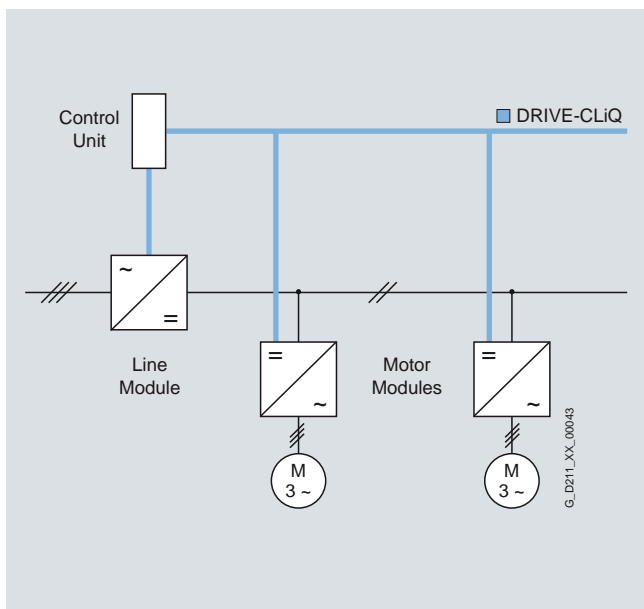 Control
Unit
DRIVE-CLiQ
~
=
Line
Module
=
~
Motor
Modules
=
~
M
3 ~
M
3 ~
G_D211_XX_00043